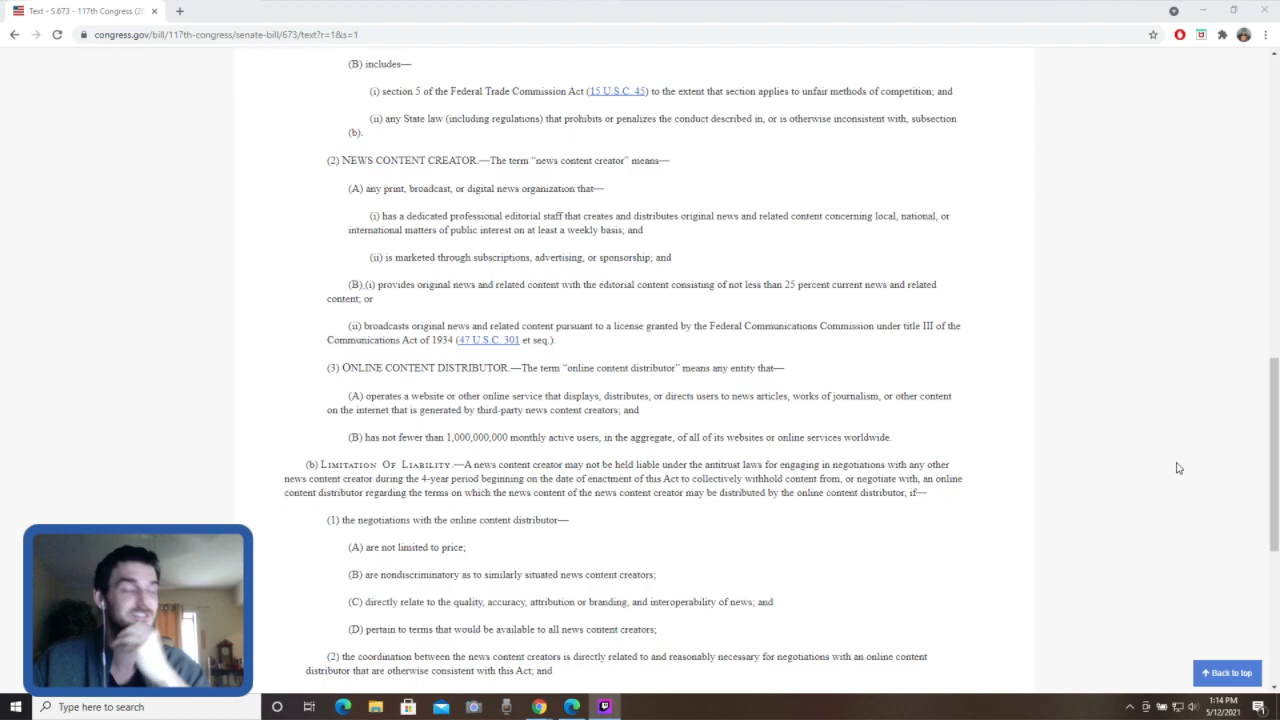 Text - S.673 - 117th Congress (20
congress.gov/bill/117th-congress/senate-bill/673/text?r=1&s=1
(B) includes—
(i) section 5 of the Federal Trade Commission Act (15 U.S.C. 45) to the extent that section applies to unfair methods of competition; and
(ii) any State law (including regulations) that prohibits or penalizes the conduct described in, or is otherwise inconsistent with, subsection
(b).
(2) NEWS CONTENT CREATOR.—The term “news content creator” means—
(A) any print, broadcast, or digital news organization that—
(i) has a dedicated professional editorial staff that creates and distributes original news and related content concerning local, national, or
international matters of public interest on at least a weekly basis; and
(ii) is marketed through subscriptions, advertising, or sponsorship; and
(B) (i) provides original news and related content with the editorial content consisting of not less than 25 percent current news and related
content; or
(ii) broadcasts original news and related content pursuant to a license granted by the Federal Communications Commission under title III of the
Communications Act of 1934 (47 U.S.C. 301 et seq.).
(3) ONLINE CONTENT DISTRIBUTOR.—The term “online content distributor” means any entity that—
(A) operates a website or other online service that displays, distributes, or directs users to news articles, works of journalism, or other content
on the internet that is generated by third-party news content creators; and
(B) has not fewer than 1,000,000,000 monthly active users, in the aggregate, of all of its websites or online services worldwide.
(b) LIMITATION OF LIABILITY.—A news content creator may not be held liable under the antitrust laws for engaging in negotiations with any other
news content creator during the 4-year period beginning on the date of enactment of this Act to collectively withhold content from, or negotiate with, an online
content distributor regarding the terms on which the news content of the news content creator may be distributed by the online content distributor, if—
(1) the negotiations with the online content distributor—
(A) are not limited to price;
(B) are nondiscriminatory as to similarly situated news content creators;
(C) directly relate to the quality, accuracy, attribution or branding, and interoperability of news; and
(D) pertain to terms that would be available to all news content creators;
(2) the coordination between the news content creators is directly related to and reasonably necessary for negotiations with an online content
distributor that are otherwise consistent with this Act; and
Back to top
Type here to search
1:14 PM
5/12/2021